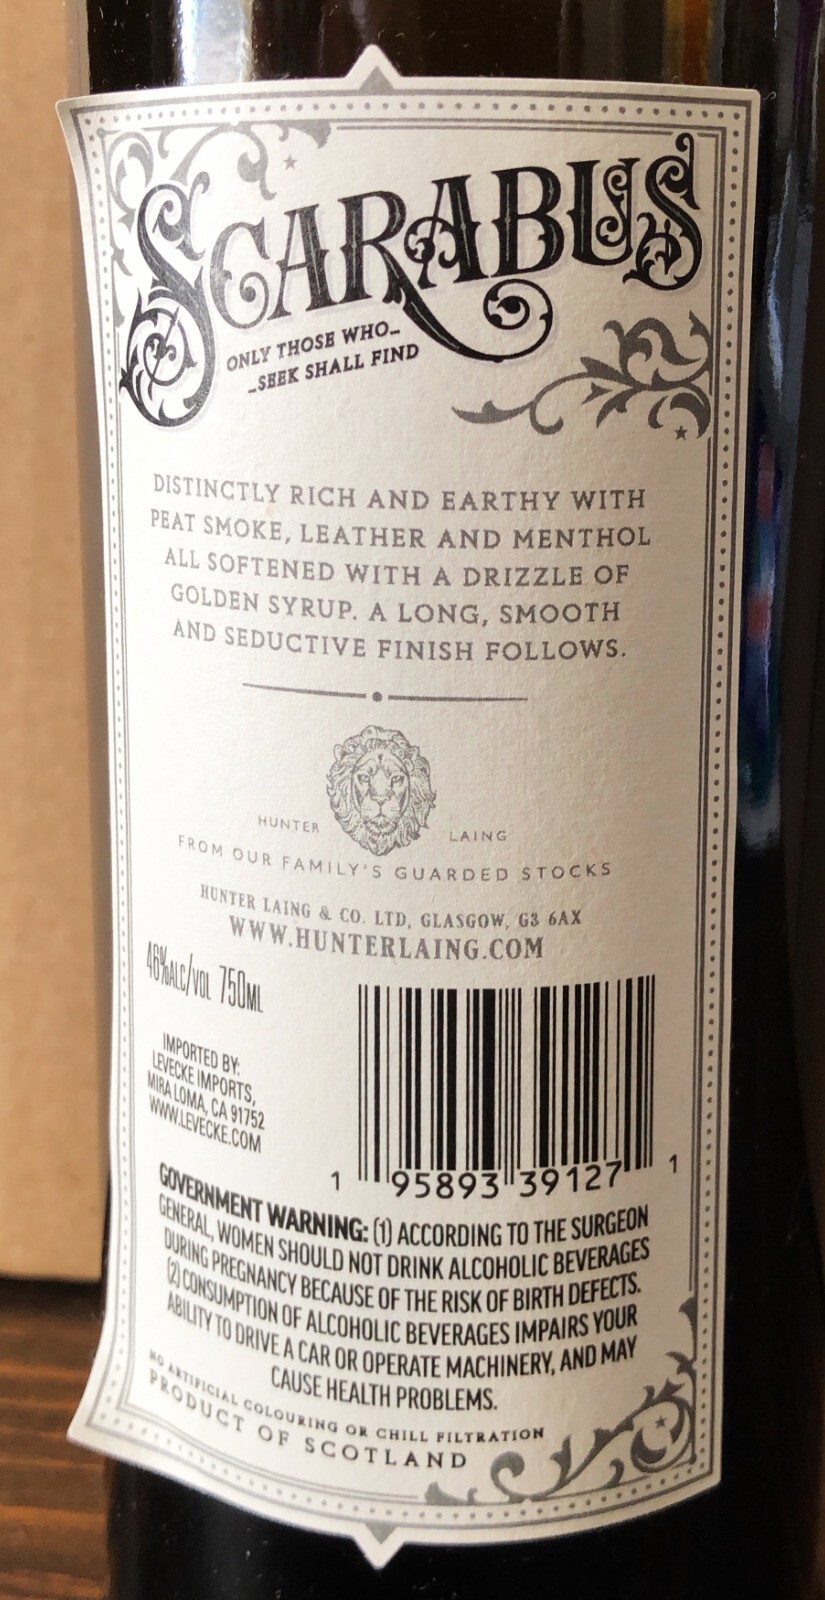 SCARABUS
ONLY THOSE WHO...
...SEEK SHALL FIND
DISTINCTLY RICH AND EARTHY WITH
PEAT SMOKE, LEATHER AND MENTHOL
ALL SOFTENED WITH A DRIZZLE OF
GOLDEN SYRUP. A LONG, SMOOTH
AND SEDUCTIVE FINISH FOLLOWS.
HUNTER LAING
FROM OUR FAMILY'S GUARDED STOCKS
HUNTER LAING & CO. LTD, GLASGOW, G3 6AX
WWW.HUNTERLAING.COM
46%ALC/VOL 750ML
IMPORTED BY:
LEVECKE IMPORTS,
MIRA LOMA, CA 91752
WWW.LEVECKE.COM
1 95893 39127 1
GOVERNMENT WARNING: (1) ACCORDING TO THE SURGEON
GENERAL, WOMEN SHOULD NOT DRINK ALCOHOLIC BEVERAGES
DURING PREGNANCY BECAUSE OF THE RISK OF BIRTH DEFECTS.
(2) CONSUMPTION OF ALCOHOLIC BEVERAGES IMPAIRS YOUR
ABILITY TO DRIVE A CAR OR OPERATE MACHINERY, AND MAY
CAUSE HEALTH PROBLEMS.
NO ARTIFICIAL COLOURING OR CHILL FILTRATION
PRODUCT OF SCOTLAND